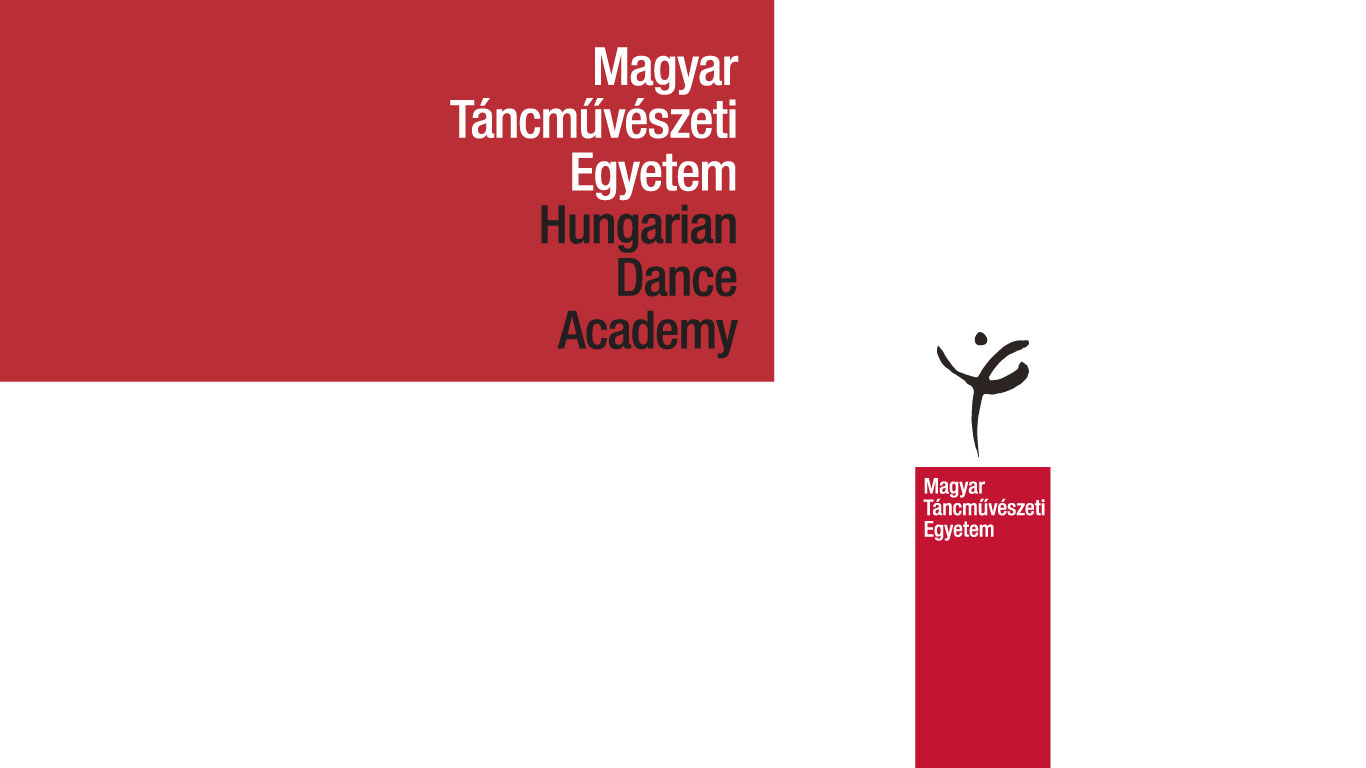 Magyar
Táncművészeti
Egyetem
Hungarian
Dance
Academy
Magyar
Táncművészeti
Egyetem